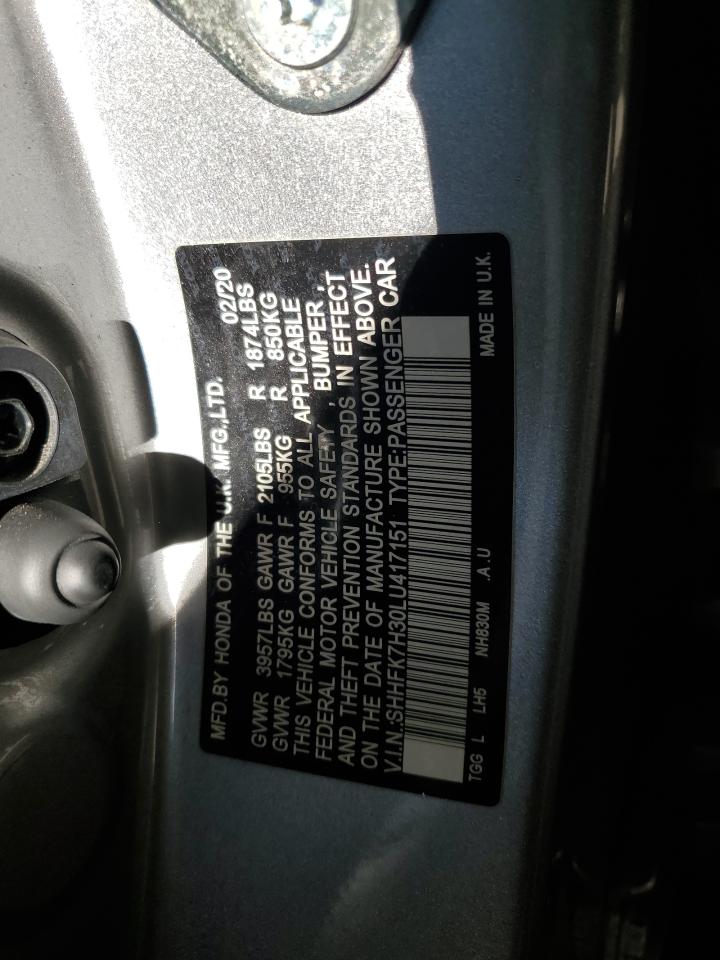 MFD.BY HONDA OF THE U.K. MFG.,LTD. 02/20
GVWR 3957LBS GAWR F 2105LBS R 1874LBS
GVWR 1795KG GAWR F 955KG R 850KG
THIS VEHICLE CONFORMS TO ALL APPLICABLE
FEDERAL MOTOR VEHICLE SAFETY , BUMPER ,
AND THEFT PREVENTION STANDARDS IN EFFECT
ON THE DATE OF MANUFACTURE SHOWN ABOVE.
V.I.N.:SHHFK7H30LU417151 TYPE:PASSENGER CAR
TGG L LH5 NH830M .A.U MADE IN U.K.